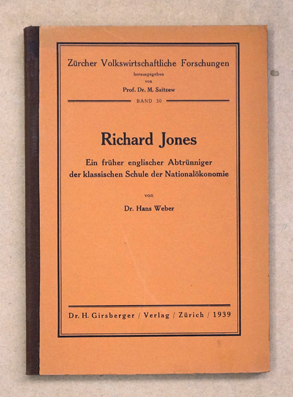 Zürcher Volkswirtschaftliche Forschungen
herausgegeben
von
Prof. Dr. M. Saitzew
BAND 30
Richard Jones
Ein früher englischer Abtrünniger
der klassischen Schule der Nationalökonomie
von
Dr. Hans Weber
Dr. H. Girsberger / Verlag / Zürich / 1939